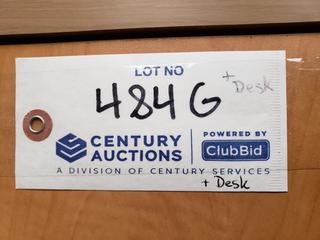 LOT NO
484G + Desk
CENTURY AUCTIONS
POWERED BY
ClubBid
A DIVISION OF CENTURY SERVICES
+ Desk